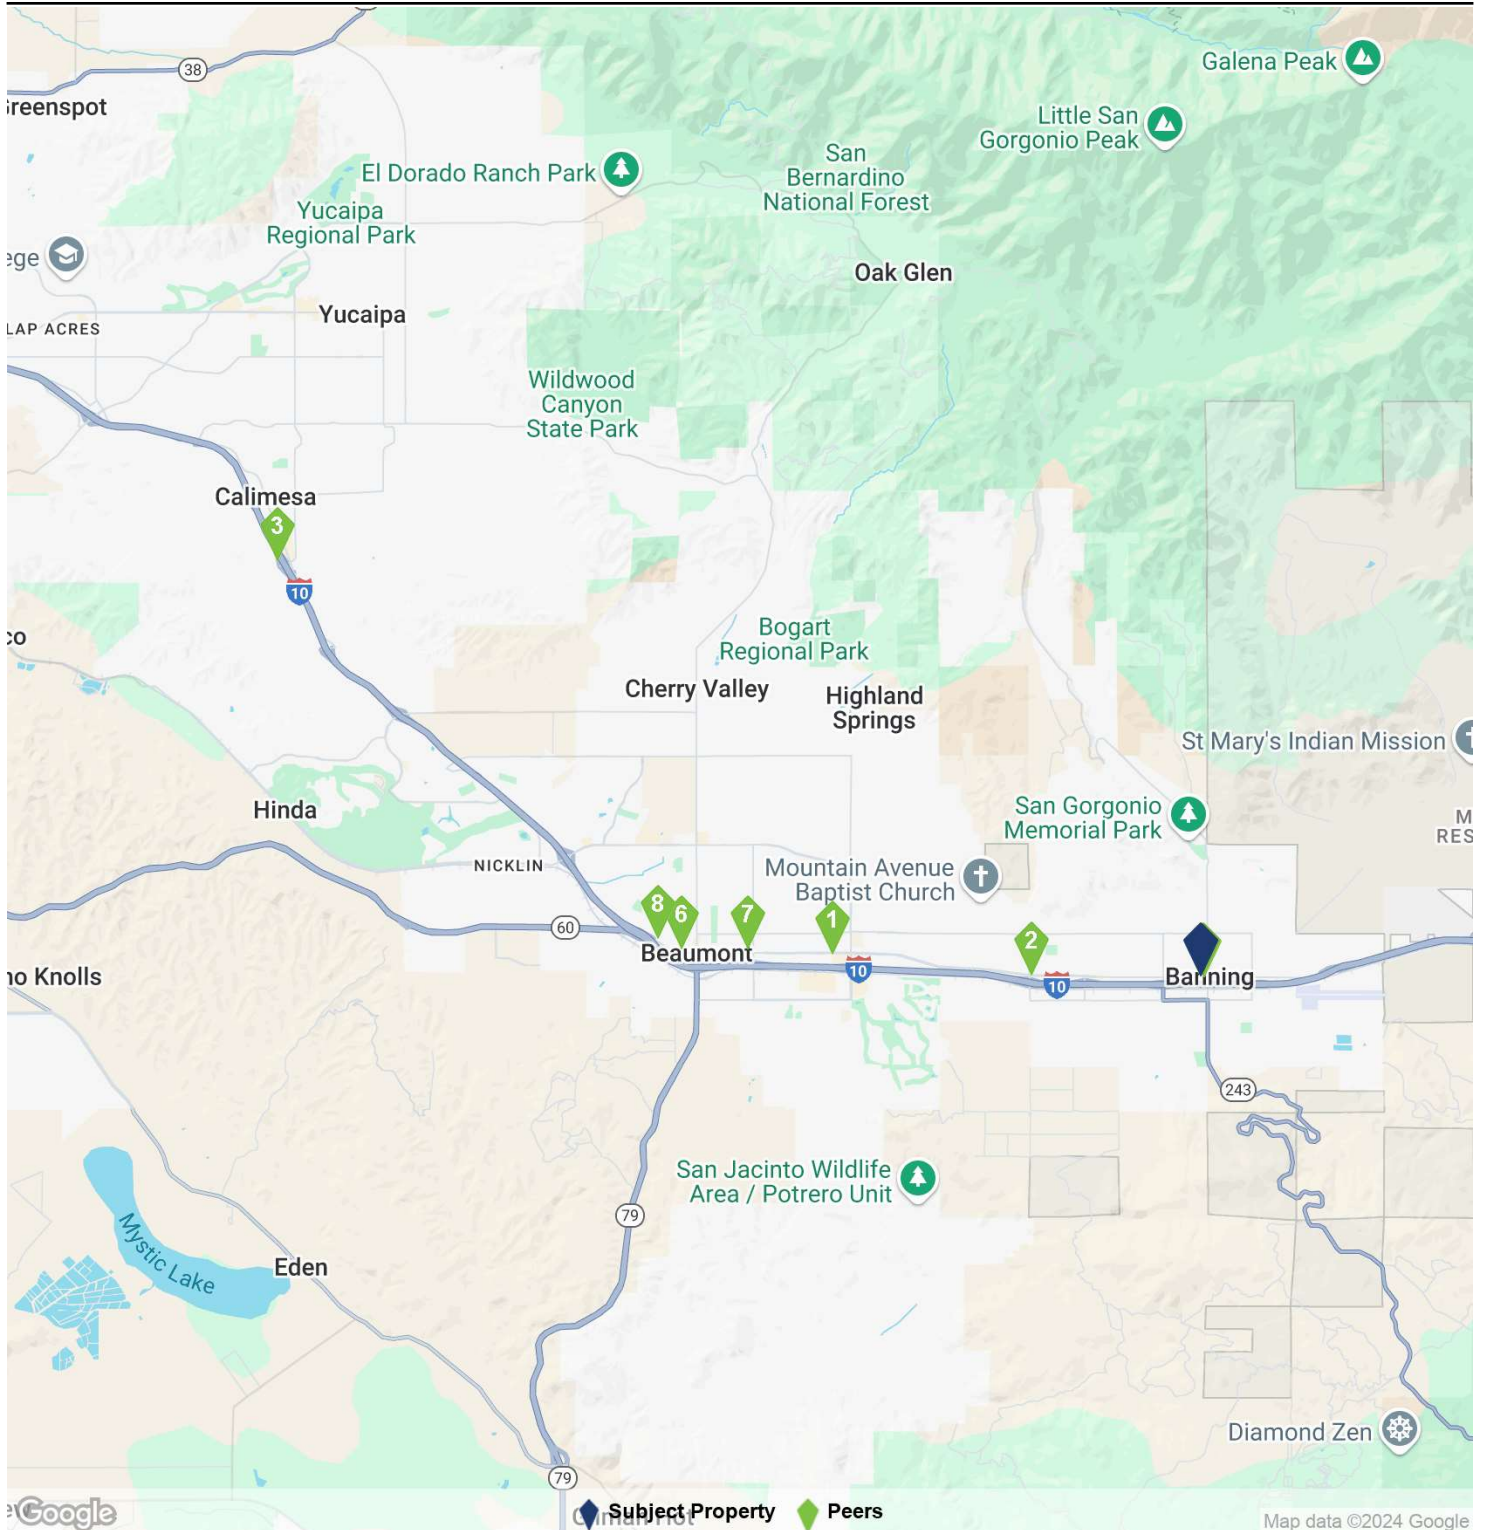 38
Greenspot
Galena Peak
Little San
Gorgonio Peak
El Dorado Ranch Park
San
Bernardino
National Forest
Yucaipa
Regional Park
ege
Oak Glen
Yucaipa
LAP ACRES
Wildwood
Canyon
State Park
Calimesa
3
10
co
Bogart
Regional Park
Cherry Valley
Highland
Springs
St Mary's Indian Mission
Hinda
San Gorgonio
Memorial Park
M
RES
NICKLIN
Mountain Avenue
Baptist Church
8
6
7
1
2
60
Beaumont
10
10
Banning
no Knolls
243
San Jacinto Wildlife
Area / Potrero Unit
79
Mystic Lake
Eden
Diamond Zen
79
Google
Subject Property
Peers
Map data ©2024 Google